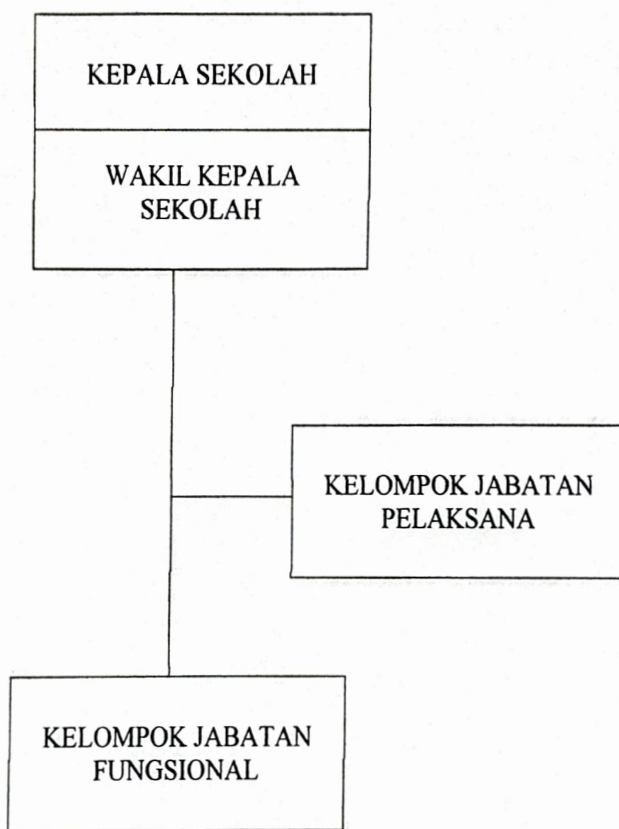 KEPALA SEKOLAH
WAKIL KEPALA
SEKOLAH
KELOMPOK JABATAN
PELAKSANA
KELOMPOK JABATAN
FUNGSIONAL